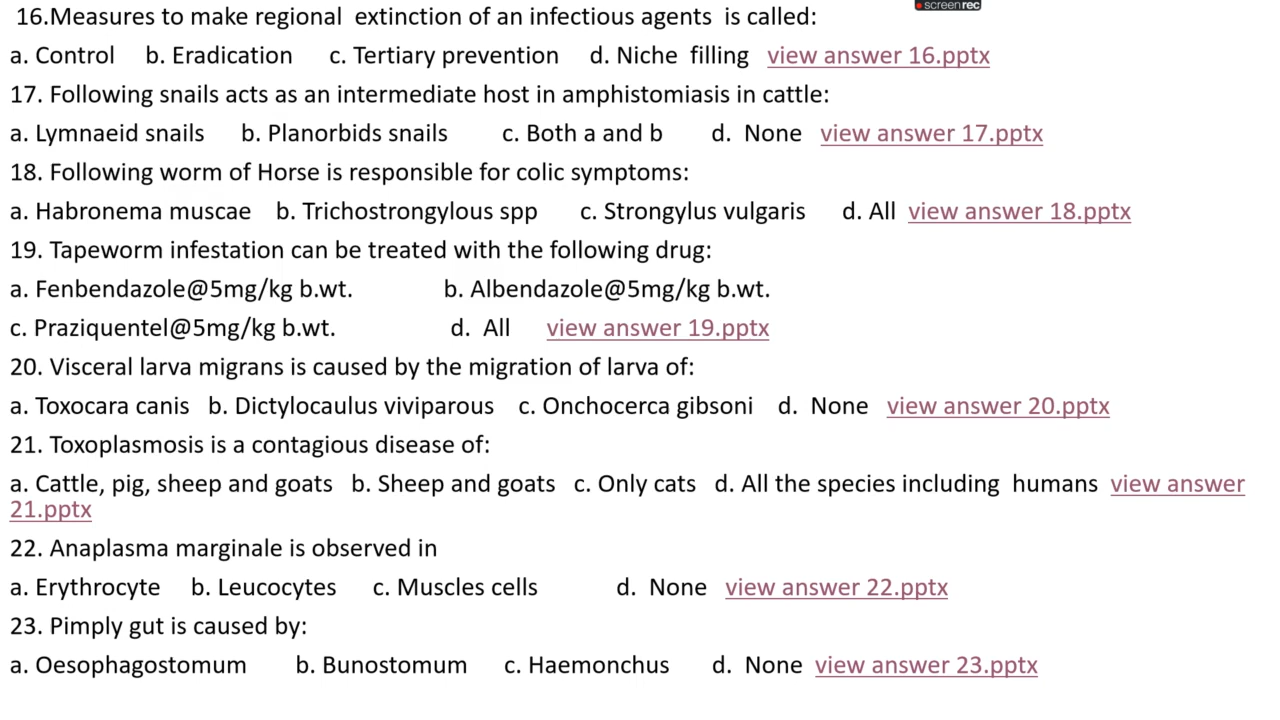 screenrec
16.Measures to make regional extinction of an infectious agents is called:
a. Control b. Eradication c. Tertiary prevention d. Niche filling view answer 16.pptx
17. Following snails acts as an intermediate host in amphistomiasis in cattle:
a. Lymnaeid snails b. Planorbids snails c. Both a and b d. None view answer 17.pptx
18. Following worm of Horse is responsible for colic symptoms:
a. Habronema muscae b. Trichostrongylous spp c. Strongylus vulgaris d. All view answer 18.pptx
19. Tapeworm infestation can be treated with the following drug:
a. Fenbendazole@5mg/kg b.wt. b. Albendazole@5mg/kg b.wt.
c. Praziquentel@5mg/kg b.wt. d. All view answer 19.pptx
20. Visceral larva migrans is caused by the migration of larva of:
a. Toxocara canis b. Dictylocaulus viviparous c. Onchocerca gibsoni d. None view answer 20.pptx
21. Toxoplasmosis is a contagious disease of:
a. Cattle, pig, sheep and goats b. Sheep and goats c. Only cats d. All the species including humans view answer
21.pptx
22. Anaplasma marginale is observed in
a. Erythrocyte b. Leucocytes c. Muscles cells d. None view answer 22.pptx
23. Pimply gut is caused by:
a. Oesophagostomum b. Bunostomum c. Haemonchus d. None view answer 23.pptx